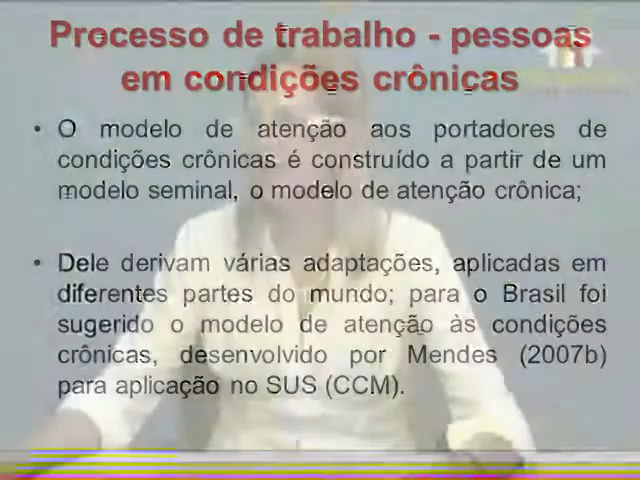 Processo de trabalho - pessoas
em condições crônicas
• O modelo de atenção aos portadores de
condições crônicas é construído a partir de um
modelo seminal, o modelo de atenção crônica;
• Dele derivam várias adaptações, aplicadas em
diferentes partes do mundo; para o Brasil foi
sugerido o modelo de atenção às condições
crônicas, desenvolvido por Mendes (2007b)
para aplicação no SUS (CCM).